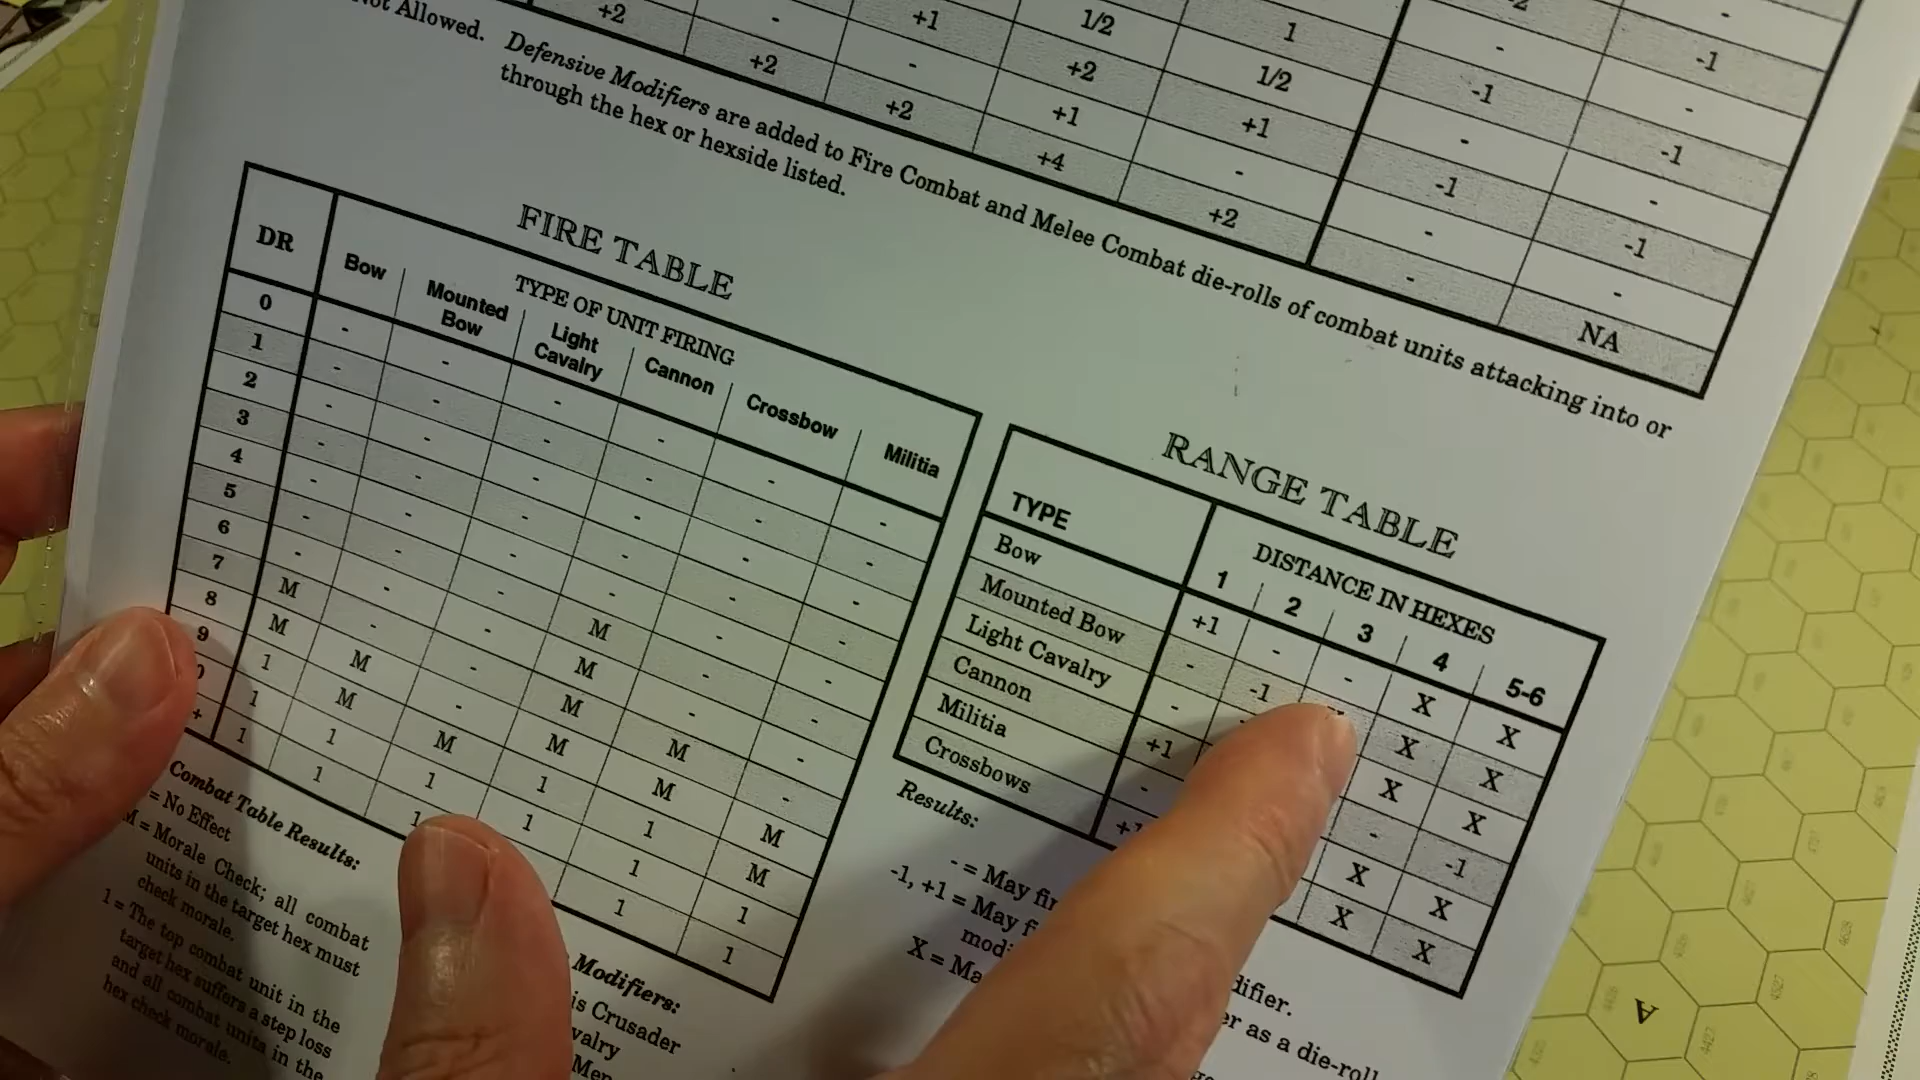 +2 - +1 1/2 1 - -
+2 - +2 1/2 -1 -1
+2 +1 +1 - -
+4 - -1 -1
+2 - -
- -1
- -
NA
Not Allowed.
Defensive Modifiers are added to Fire Combat and Melee Combat die-rolls of combat units attacking into or
through the hex or hexside listed.
FIRE TABLE
DR
TYPE OF UNIT FIRING
Bow
Mounted
Bow
Light
Cavalry
Cannon
Crossbow
Militia
0 - - - - - -
1 - - - - - -
2 - - - - - -
3 - - - - - -
4 - - - - - -
5 - - - M - -
6 - - - M - -
7 M - - M - -
8 M M - M M -
9 1 M M 1 M M
1 1 M 1 1 M
1 1 1 1 1
1 1
Combat Table Results:
= No Effect
M = Morale Check; all combat
units in the target hex must
check morale.
1 = The top combat unit in the
target hex suffers a step loss
and all combat units in the
hex check morale.
Modifiers:
is Crusader
RANGE TABLE
TYPE
DISTANCE IN HEXES
1 2 3 4 5-6
Bow +1 - - X X
Mounted Bow - -1 X X
Light Cavalry - X X
Cannon +1 - -1
Militia - X X
Crossbows X X
Results:
- = May
-1, +1 = May
X =
er as a